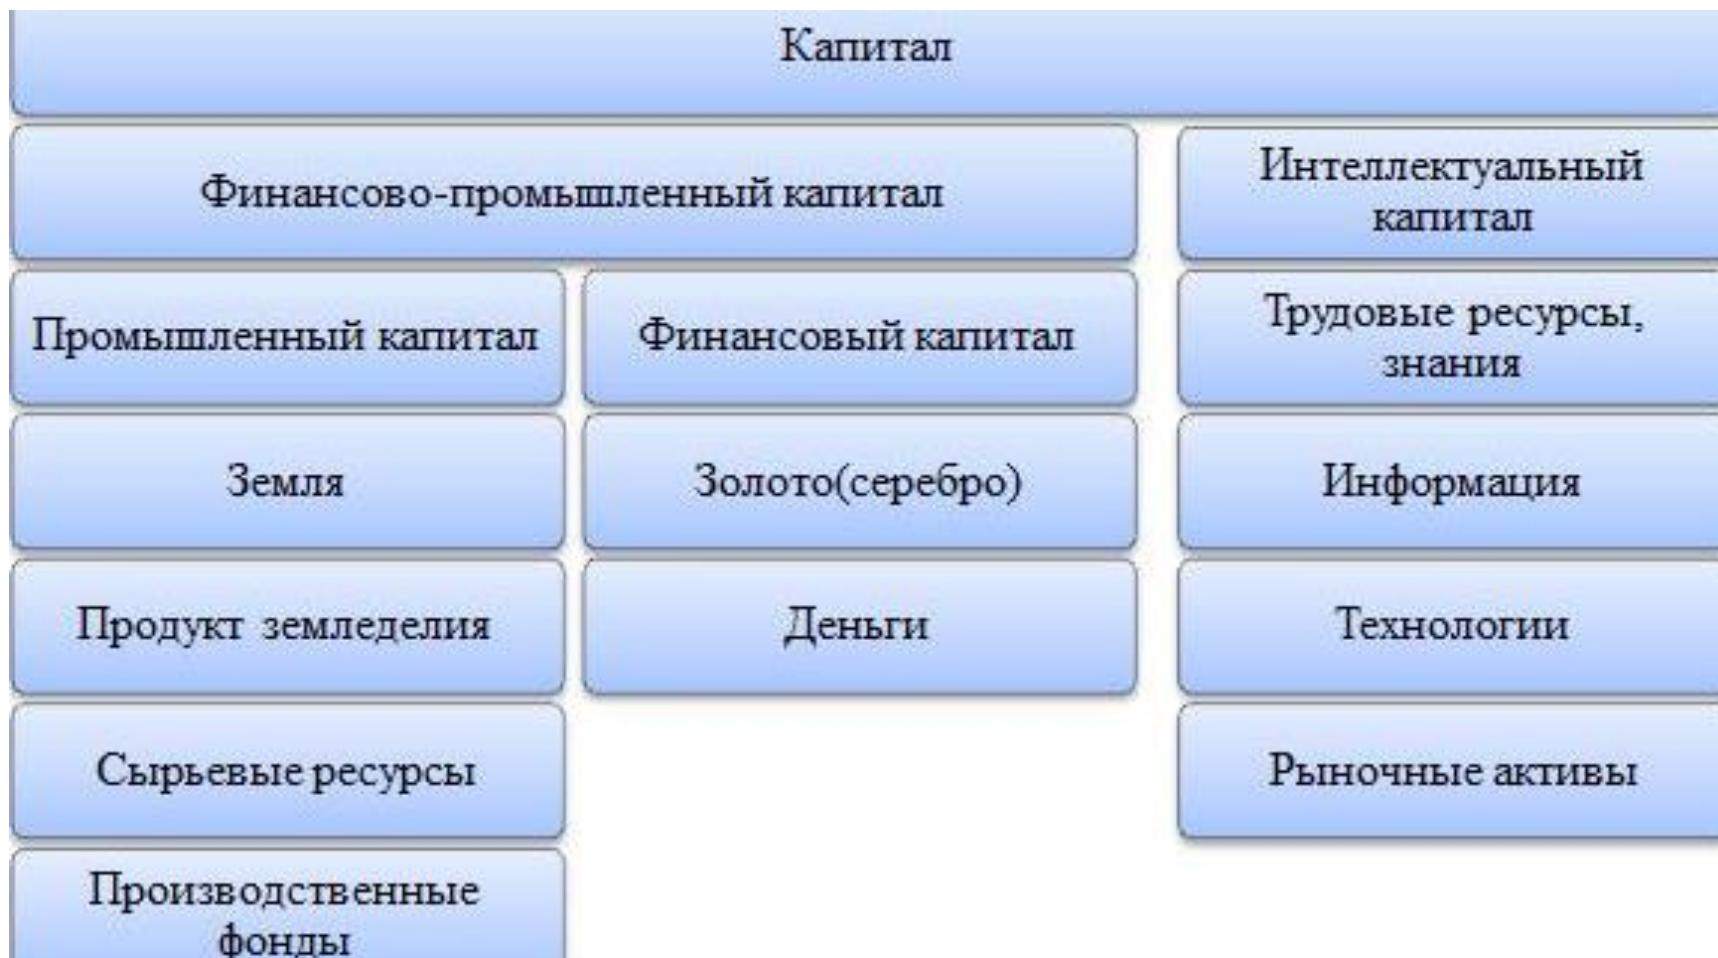 Капитал
Финансово-промышленный капитал
Интеллектуальный
капитал
Промышленный капитал
Финансовый капитал
Трудовые ресурсы,
знания
Земля
Золото(серебро)
Информация
Продукт земледелия
Деньги
Технологии
Сырьевые ресурсы
Рыночные активы
Производственные
фонды